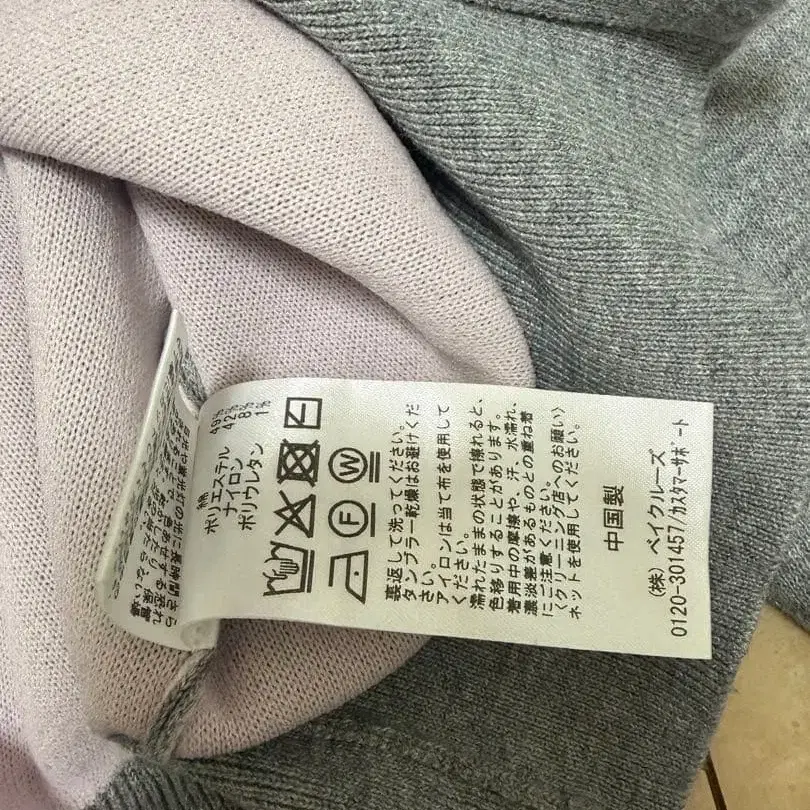 綿 49%
ポリエステル 42%
ナイロン 8%
ポリウレタン 1%
F W
裏返して洗ってください。
タンブラー乾燥はお避けくだ
さい。
アイロンは当て布を使用して
ください。
濡れたままの状態で擦れると、
色移りすることがあります。
着用中の摩擦や、汗、水濡れ、
濃淡差があるものとの重ね着
にご注意ください。
〈クリーニング店へのお願い〉
ネットを使用してください。
中国製
(株) ベイクルーズ
0120-301457/カスタマーサポート